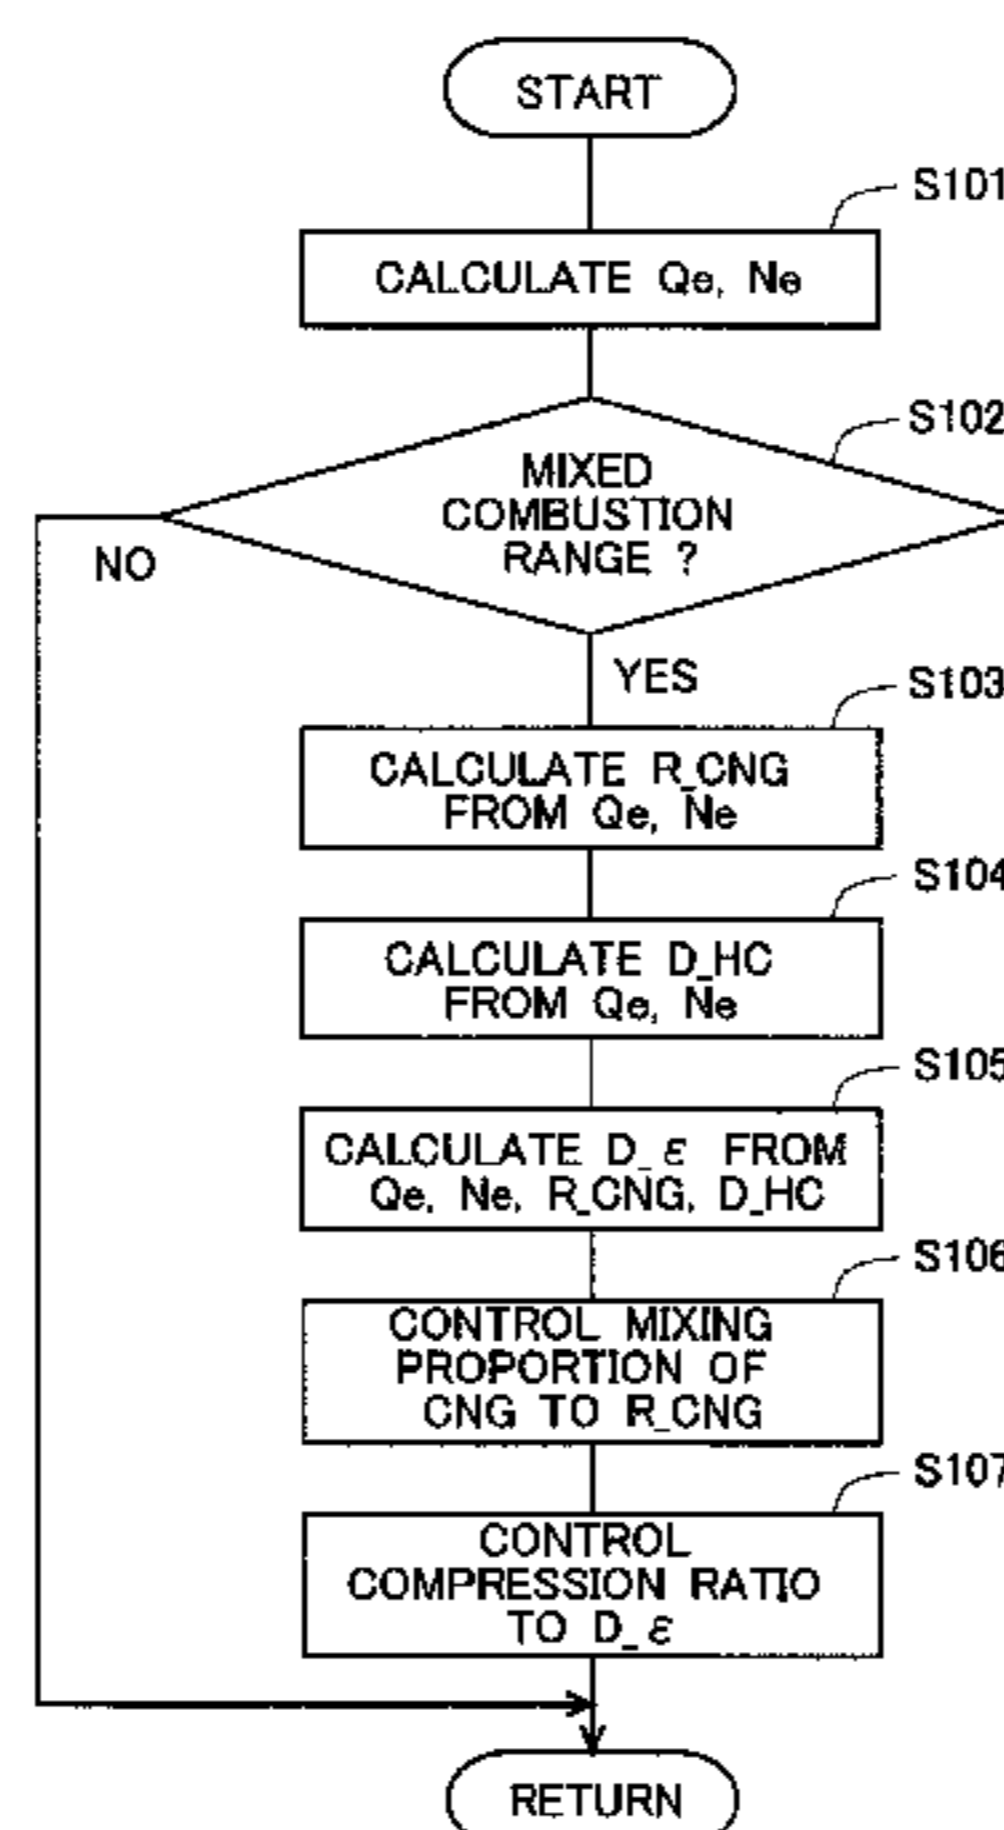 START
S101
CALCULATE Qe, Ne
S102
MIXED
COMBUSTION
RANGE ?
NO
YES
S103
CALCULATE R_CNG
FROM Qe, Ne
S104
CALCULATE D_HC
FROM Qe, Ne
S105
CALCULATE D_ε FROM
Qe, Ne, R_CNG, D_HC
S106
CONTROL MIXING
PROPORTION OF
CNG TO R_CNG
S107
CONTROL
COMPRESSION RATIO
TO D_ε
RETURN